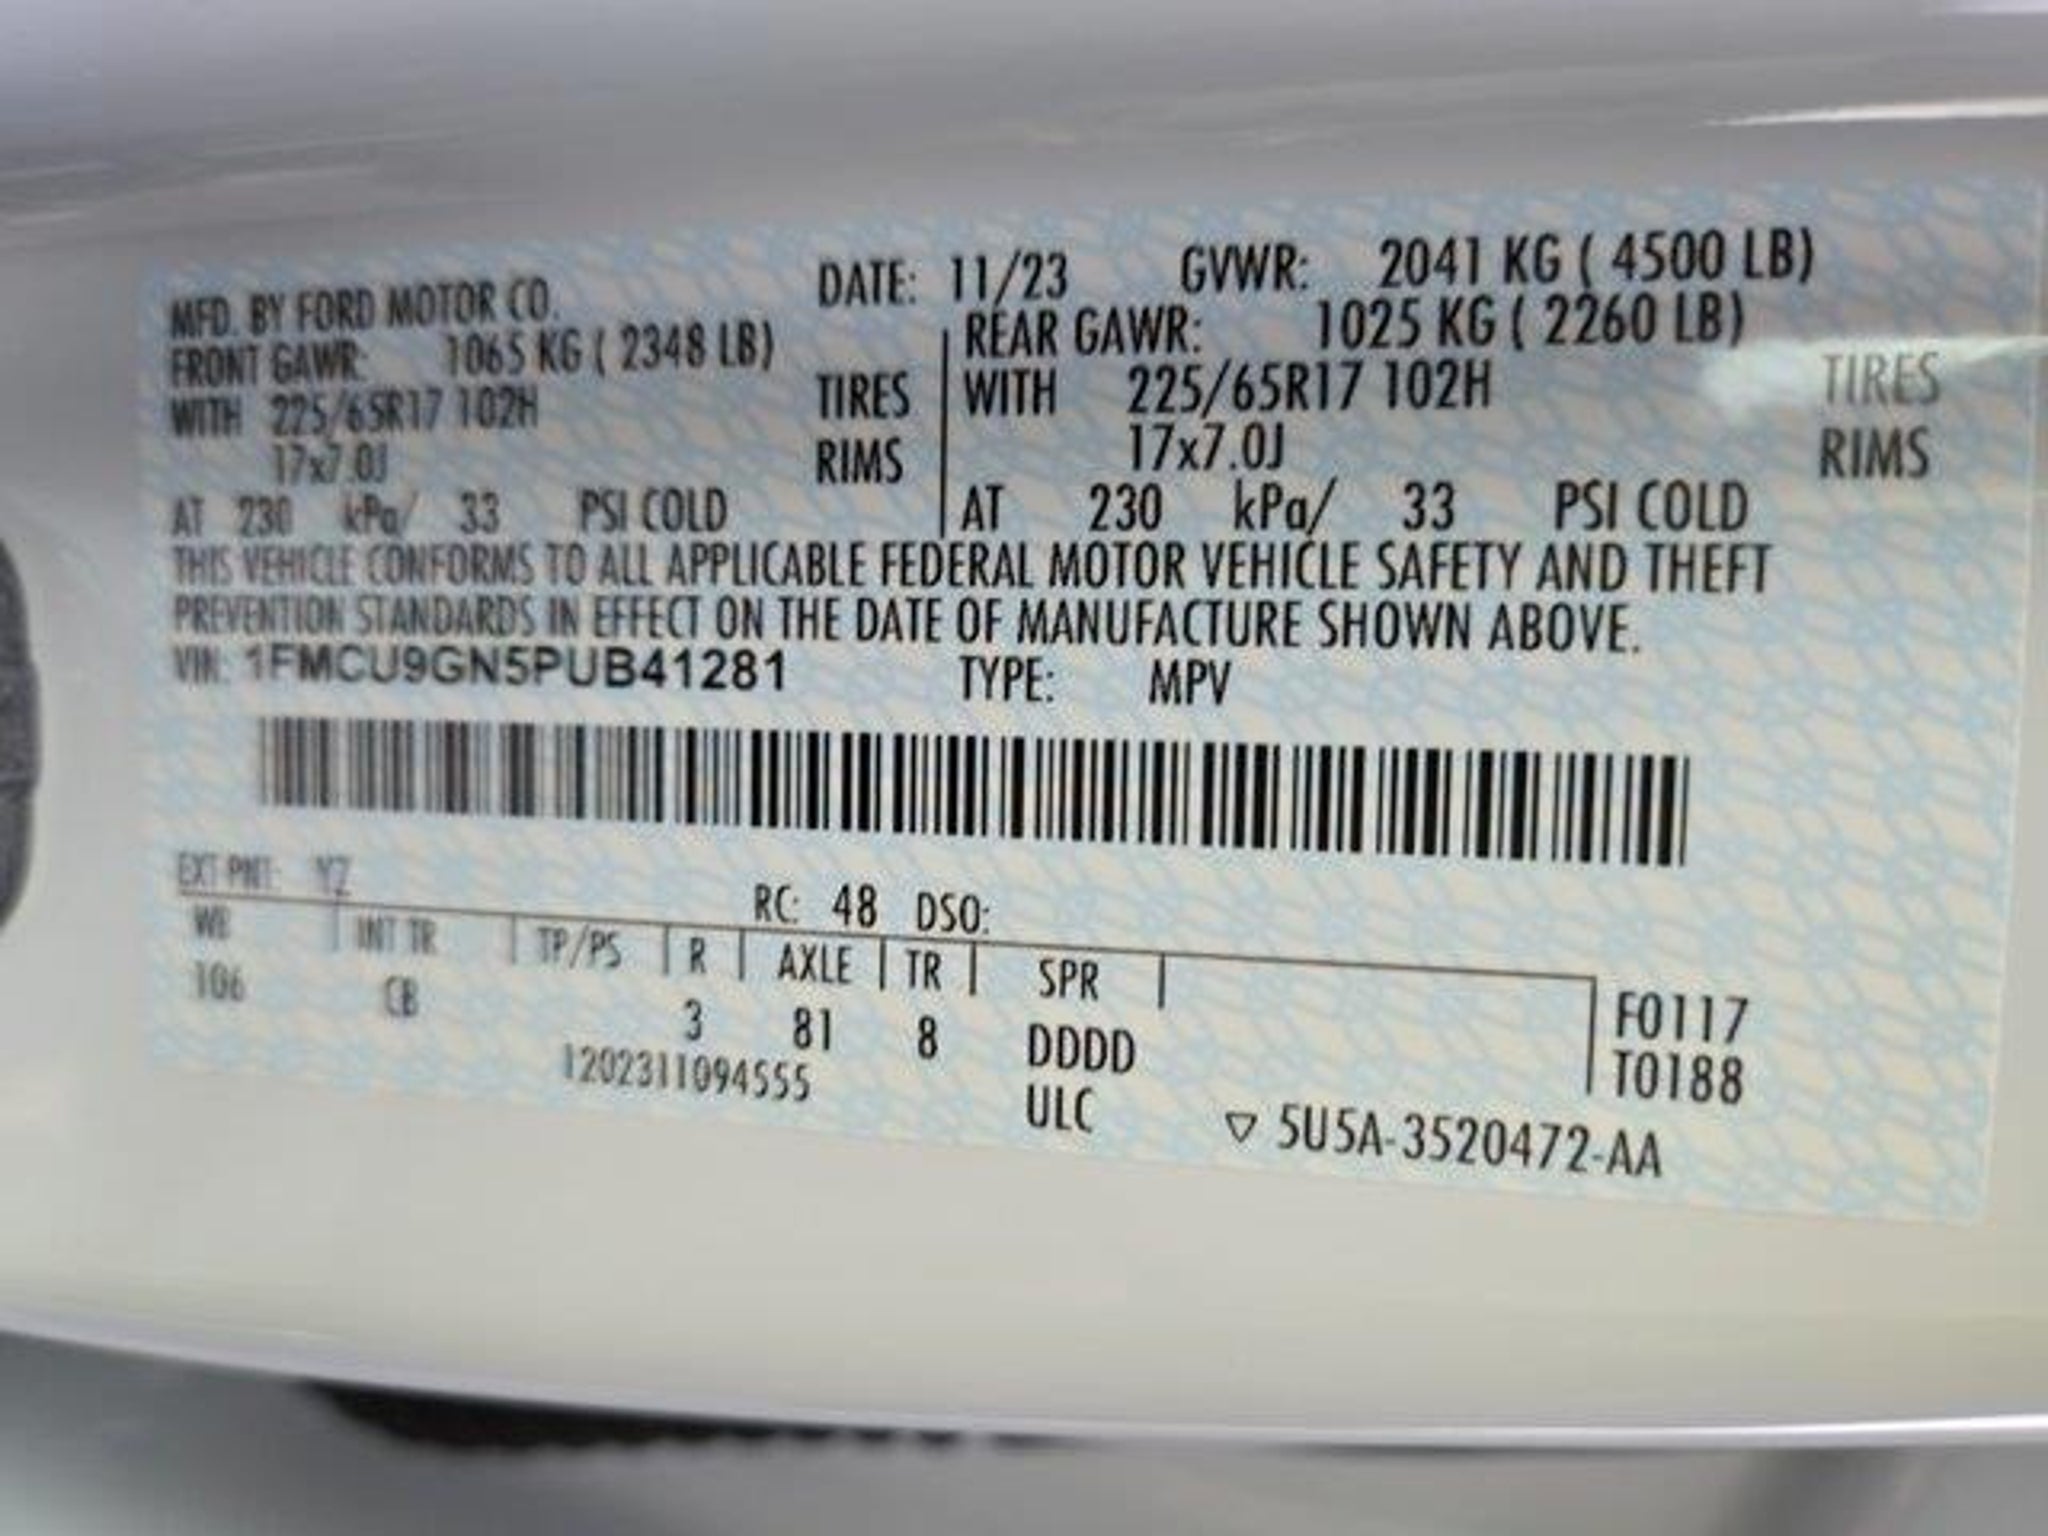 MFD. BY FORD MOTOR CO. DATE: 11/23 GVWR: 2041 KG ( 4500 LB)
FRONT GAWR: 1065 KG ( 2348 LB) REAR GAWR: 1025 KG ( 2260 LB)
WITH 225/65R17 102H TIRES WITH 225/65R17 102H TIRES
17x7.0J RIMS 17x7.0J RIMS
AT 230 kPa/ 33 PSI COLD AT 230 kPa/ 33 PSI COLD
THIS VEHICLE CONFORMS TO ALL APPLICABLE FEDERAL MOTOR VEHICLE SAFETY AND THEFT
PREVENTION STANDARDS IN EFFECT ON THE DATE OF MANUFACTURE SHOWN ABOVE.
VIN: 1FMCU9GN5PUB41281 TYPE: MPV
EXT PNT: YZ RC: 48 DSO:
WB INT TR TP/PS R AXLE TR SPR
106 CB 3 81 8 DDDD
F0117
T0188
1202311094555 ULC ▽ 5U5A-3520472-AA